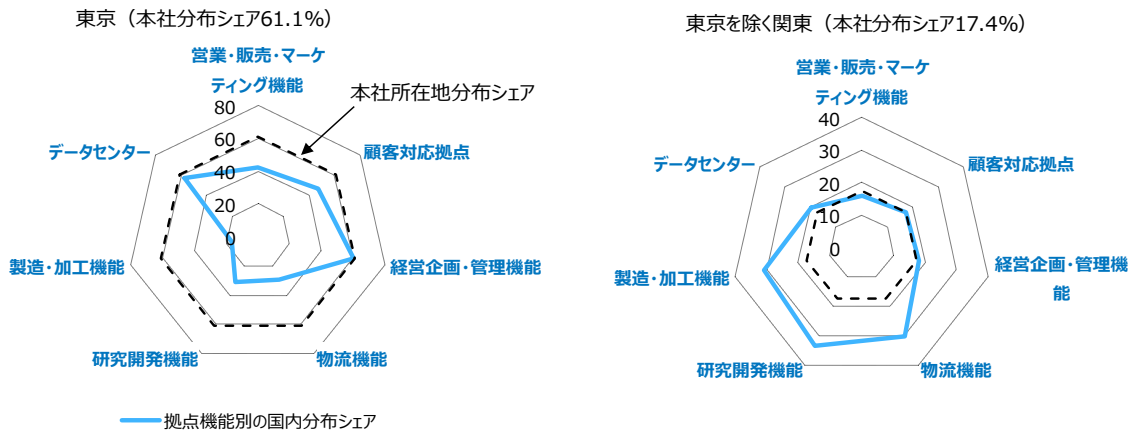 東京（本社分布シェア61.1%）
営業・販売・マーケ
ティング機能
本社所在地分布シェア
80
60
40
20
0
データセンター
顧客対応拠点
製造・加工機能
経営企画・管理機能
研究開発機能
物流機能
拠点機能別の国内分布シェア
東京を除く関東（本社分布シェア17.4%）
営業・販売・マーケ
ティング機能
40
30
20
10
0
データセンター
顧客対応拠点
製造・加工機能
経営企画・管理機
能
研究開発機能
物流機能